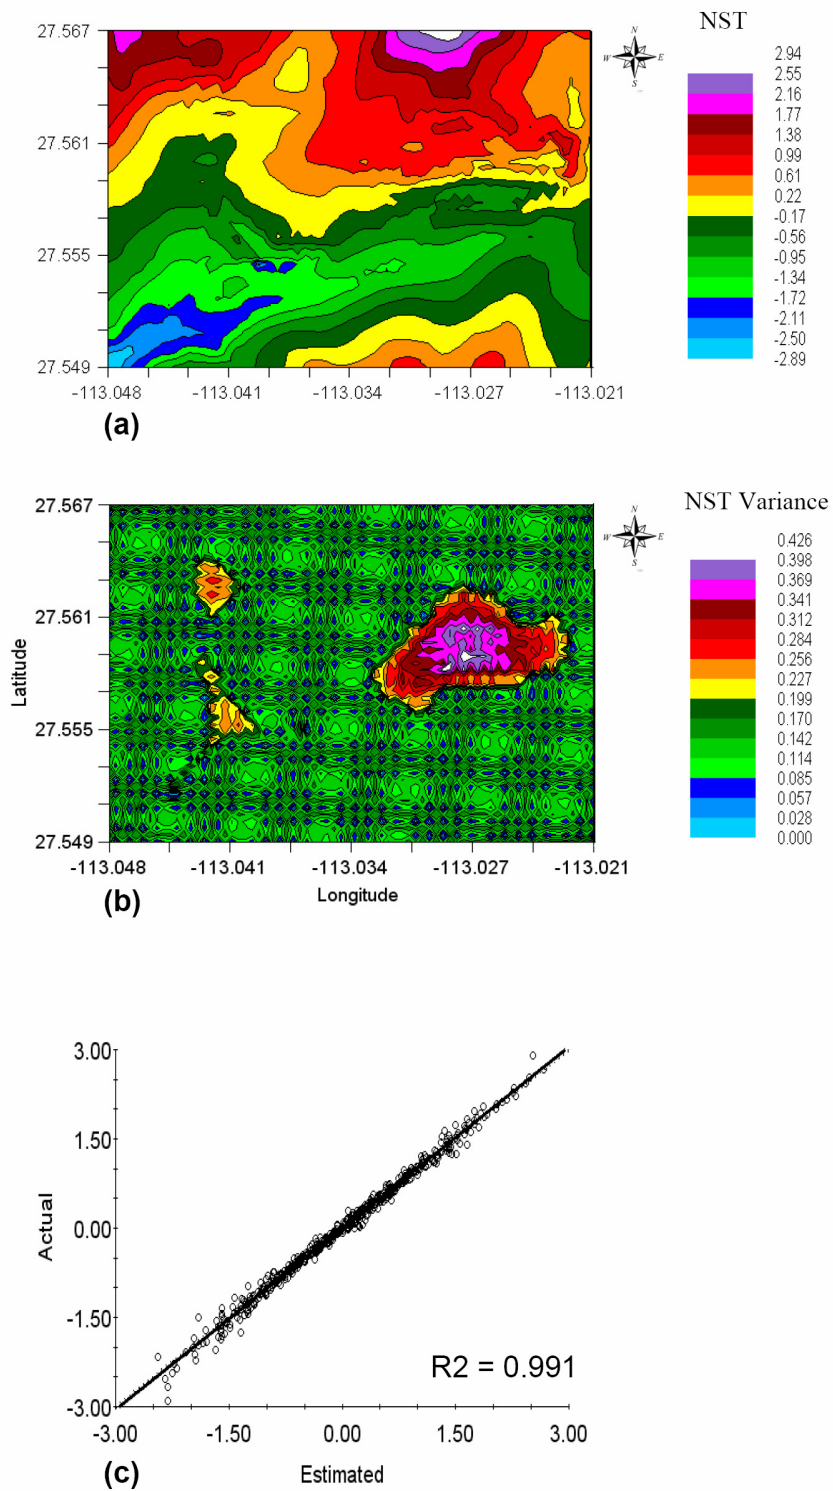 NST
27.567
27.561
27.555
27.549
-113.048 -113.041 -113.034 -113.027 -113.021
N
W E
S
2.94
2.55
2.16
1.77
1.38
0.99
0.61
0.22
-0.17
-0.56
-0.95
-1.34
-1.72
-2.11
-2.50
-2.89
(a)
NST Variance
Latitude
27.567
27.561
27.555
27.549
-113.048 -113.041 -113.034 -113.027 -113.021
Longitude
N
W E
S
0.426
0.398
0.369
0.341
0.312
0.284
0.256
0.227
0.199
0.170
0.142
0.114
0.085
0.057
0.028
0.000
(b)
Actual
3.00
1.50
0.00
-1.50
-3.00
R2 = 0.991
-3.00 -1.50 0.00 1.50 3.00
Estimated
(c)